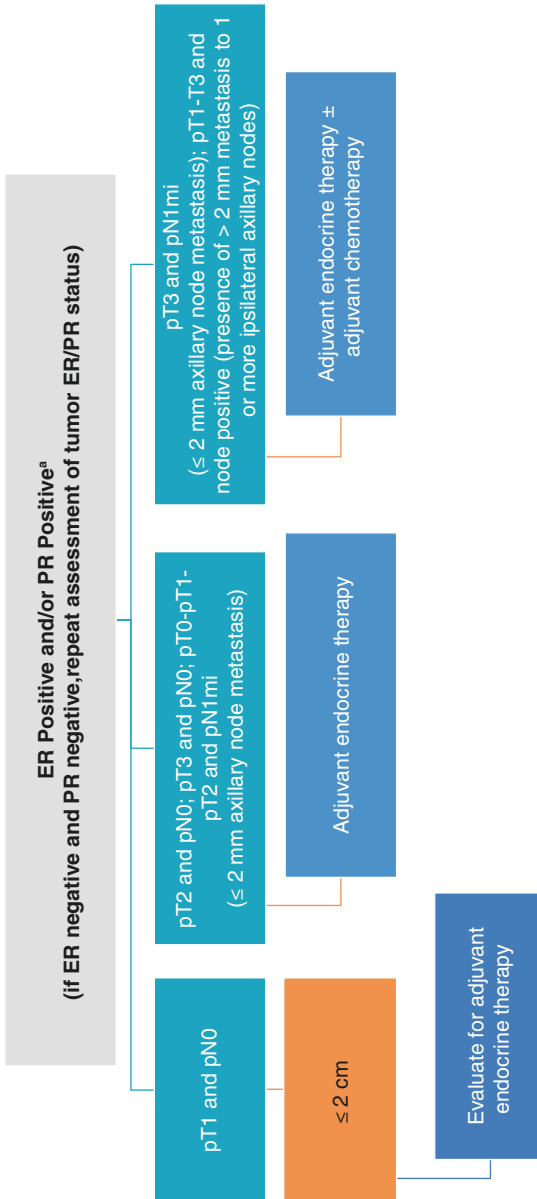 ER Positive and/or PR Positiveª
(if ER negative and PR negative,repeat assessment of tumor ER/PR status)
pT1 and pN0
≤ 2 cm
Evaluate for adjuvant
endocrine therapy
pT2 and pN0; pT3 and pN0; pT0-pT1-
pT2 and pN1mi
(≤ 2 mm axillary node metastasis)
Adjuvant endocrine therapy
pT3 and pN1mi
(≤ 2 mm axillary node metastasis); pT1-T3 and
node positive (presence of > 2 mm metastasis to 1
or more ipsilateral axillary nodes)
Adjuvant endocrine therapy ±
adjuvant chemotherapy